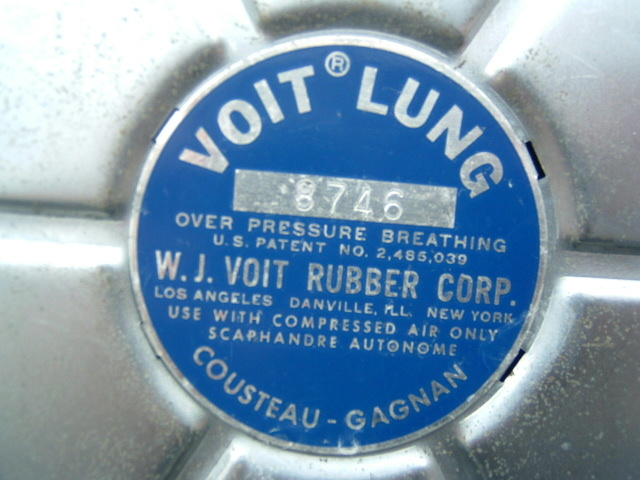 VOIT® LUNG
8746
OVER PRESSURE BREATHING
U.S. PATENT NO. 2,485,039
W.J. VOIT RUBBER CORP.
LOS ANGELES DANVILLE, ILL. NEW YORK
USE WITH COMPRESSED AIR ONLY
SCAPHANDRE AUTONOME
COUSTEAU-GAGNAN